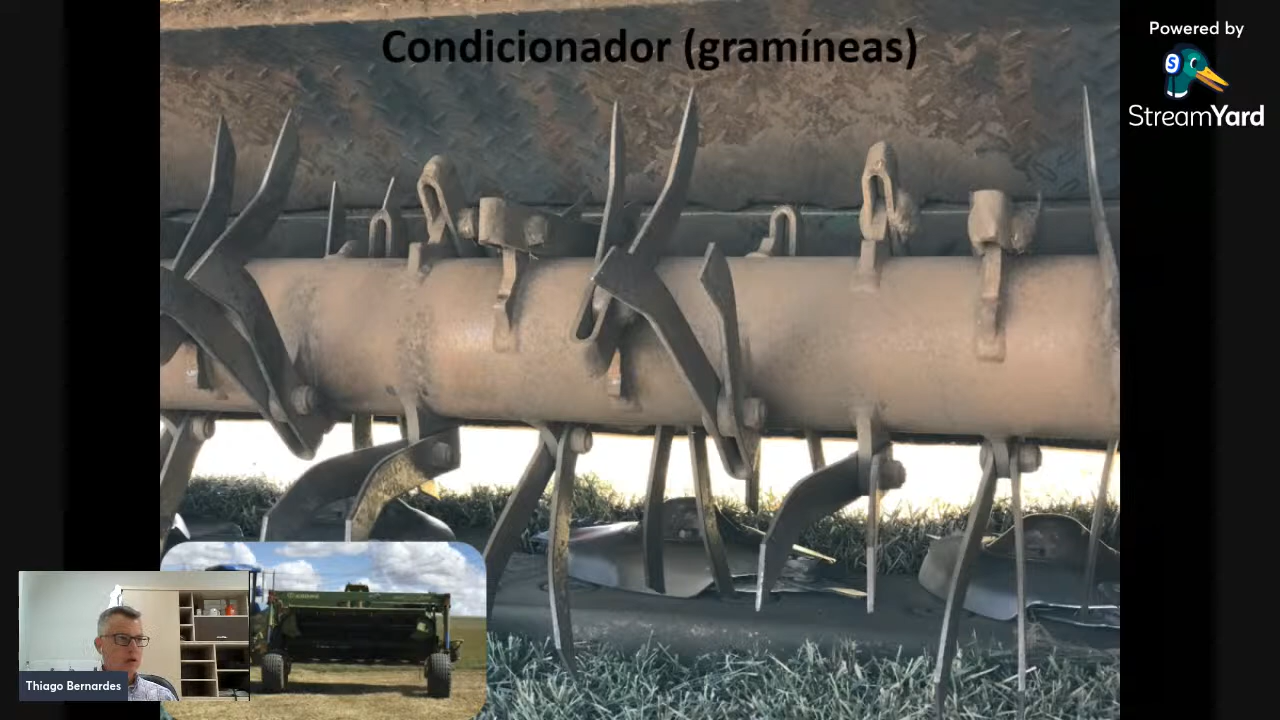 Condicionador (gramíneas)
Powered by
S
StreamYard
Thiago Bernardes